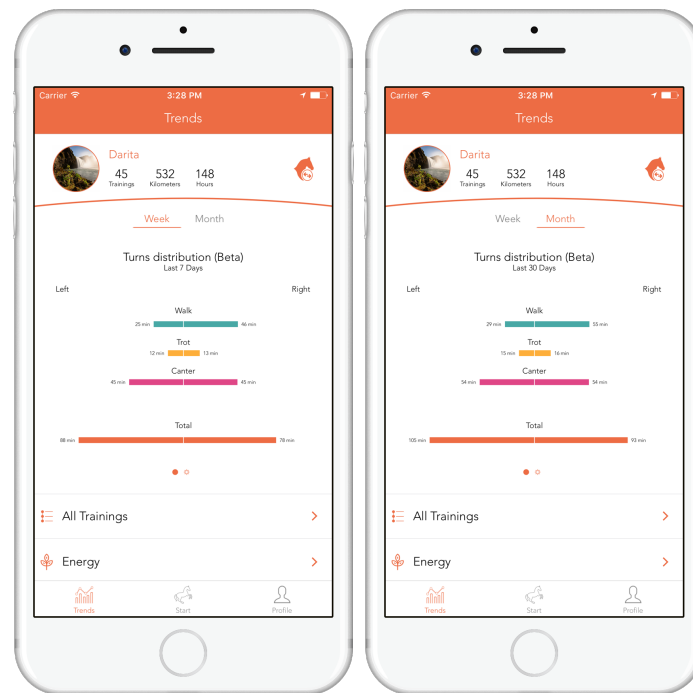 Carrier 3:28 PM
Trends
Darita
45 532 148
Trainings Kilometers Hours
Week Month
Turns distribution (Beta)
Last 7 Days
Left Right
Walk
25 min 46 min
Trot
12 min 13 min
Canter
45 min 45 min
Total
88 min 78 min
All Trainings
Energy
Trends Start Profile
Carrier 3:28 PM
Trends
Darita
45 532 148
Trainings Kilometers Hours
Week Month
Turns distribution (Beta)
Last 30 Days
Left Right
Walk
29 min 55 min
Trot
15 min 16 min
Canter
54 min 54 min
Total
105 min 93 min
All Trainings
Energy
Trends Start Profile